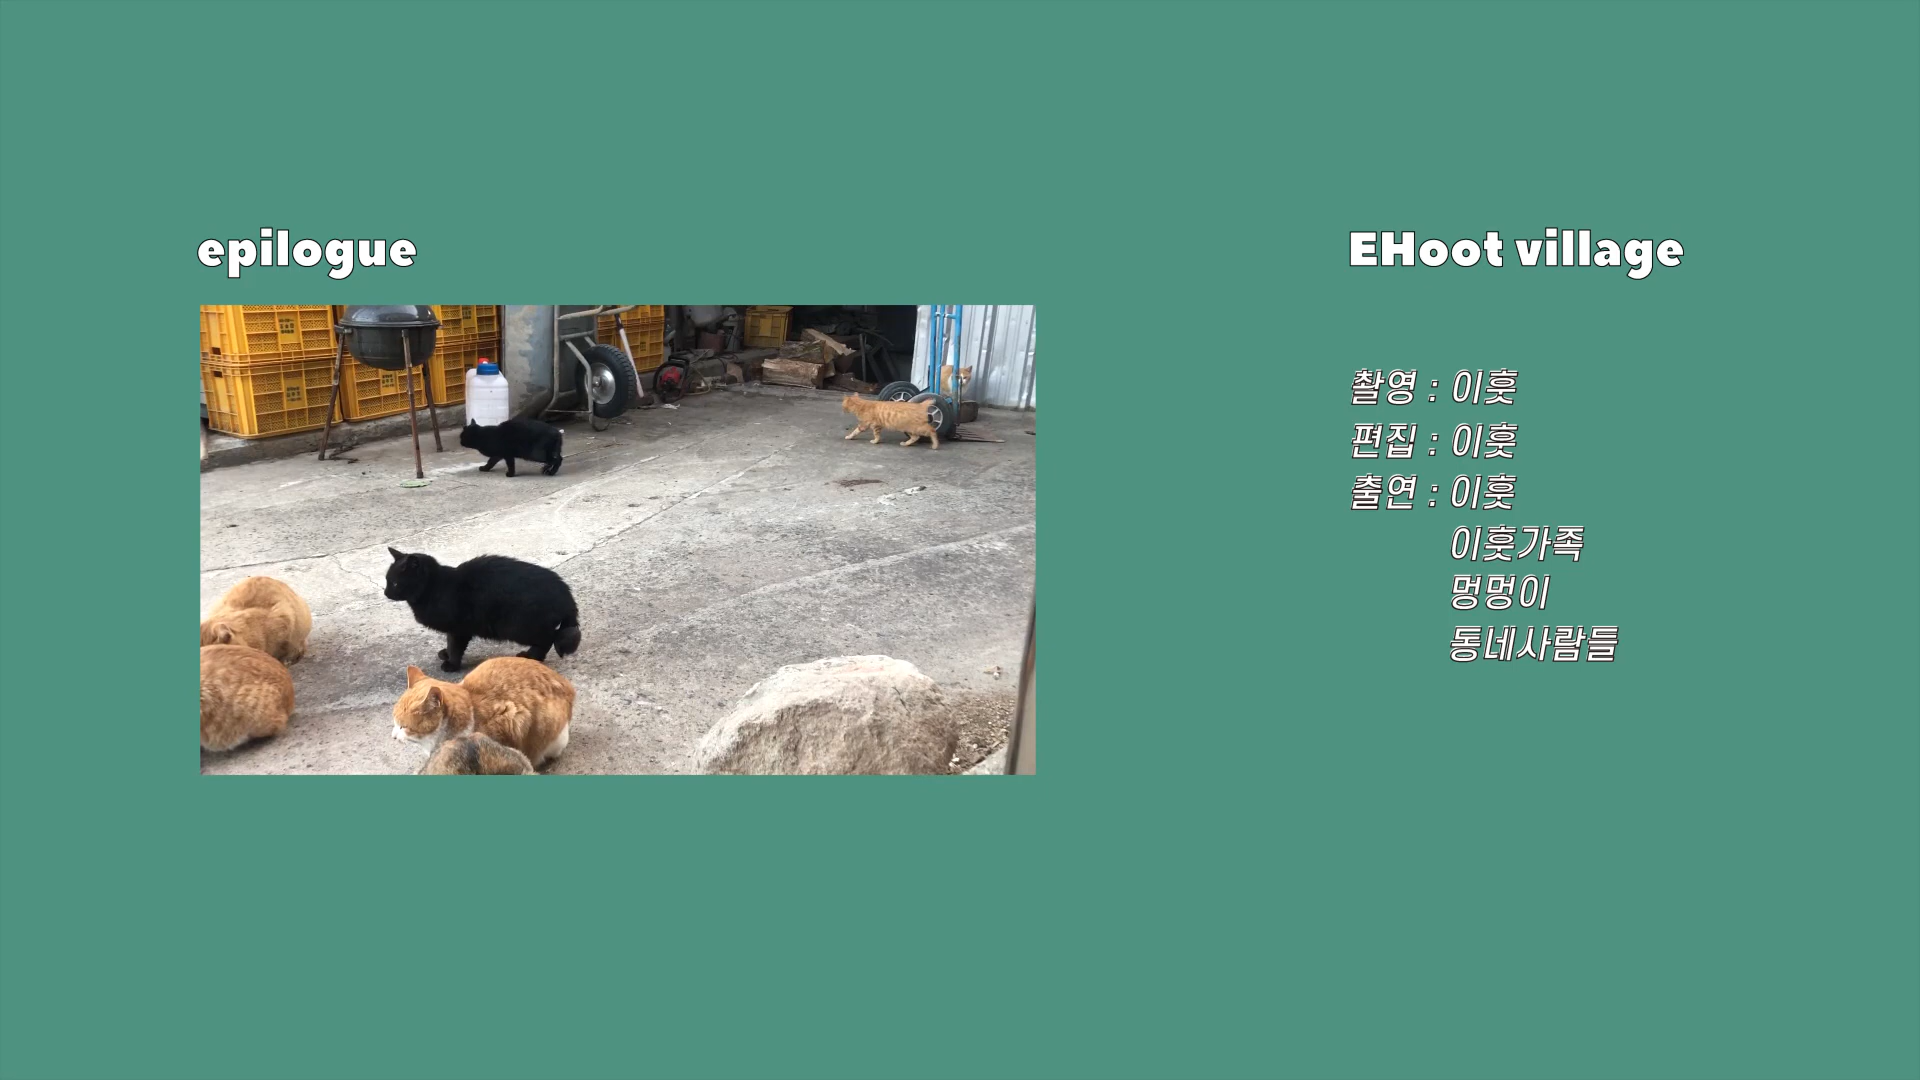 epilogue
EHoot village
촬영 : 이훗
편집 : 이훗
출연 : 이훗
이훗가족
멍멍이
동네사람들